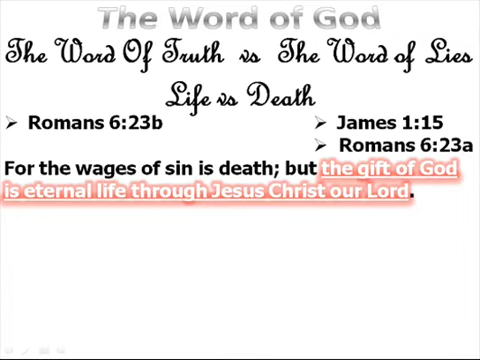 The Word of God
The Word Of Truth vs The Word of Lies
Life vs Death
➢ Romans 6:23b ➢ James 1:15
➢ Romans 6:23a
For the wages of sin is death; but the gift of God
is eternal life through Jesus Christ our Lord.